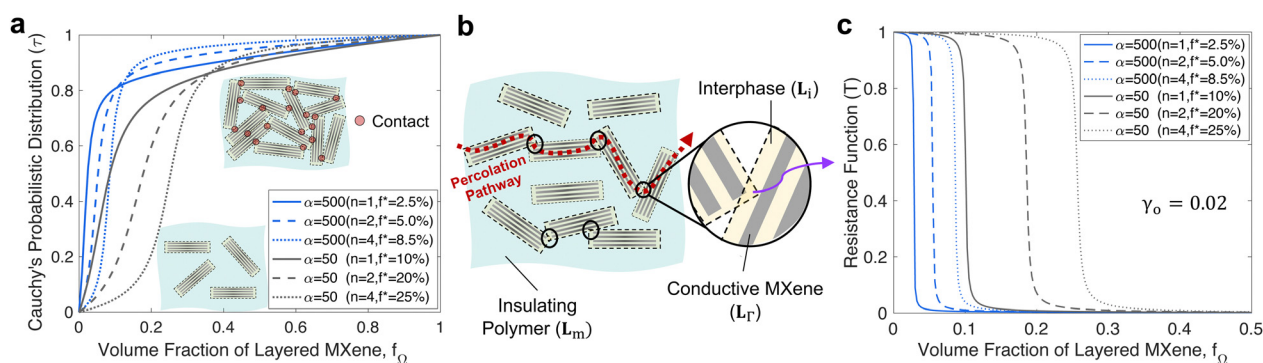 a
Cauchy's Probabilistic Distribution (τ)
1
0.8
0.6
0.4
0.2
0
Contact
α=500(n=1,f*=2.5%)
α=500(n=2,f*=5.0%)
α=500(n=4,f*=8.5%)
α=50 (n=1,f*=10%)
α=50 (n=2,f*=20%)
α=50 (n=4,f*=25%)
0 0.2 0.4 0.6 0.8 1
Volume Fraction of Layered MXene, fΩ
b
Percolation
Pathway
Interphase (Li)
Conductive MXene
(LΓ)
Insulating
Polymer (Lm)
c
Resistance Function (T)
1
0.8
0.6
0.4
0.2
0
α=500(n=1,f*=2.5%)
α=500(n=2,f*=5.0%)
α=500(n=4,f*=8.5%)
α=50 (n=1,f*=10%)
α=50 (n=2,f*=20%)
α=50 (n=4,f*=25%)
γo = 0.02
0 0.1 0.2 0.3 0.4 0.5
Volume Fraction of Layered MXene, fΩ